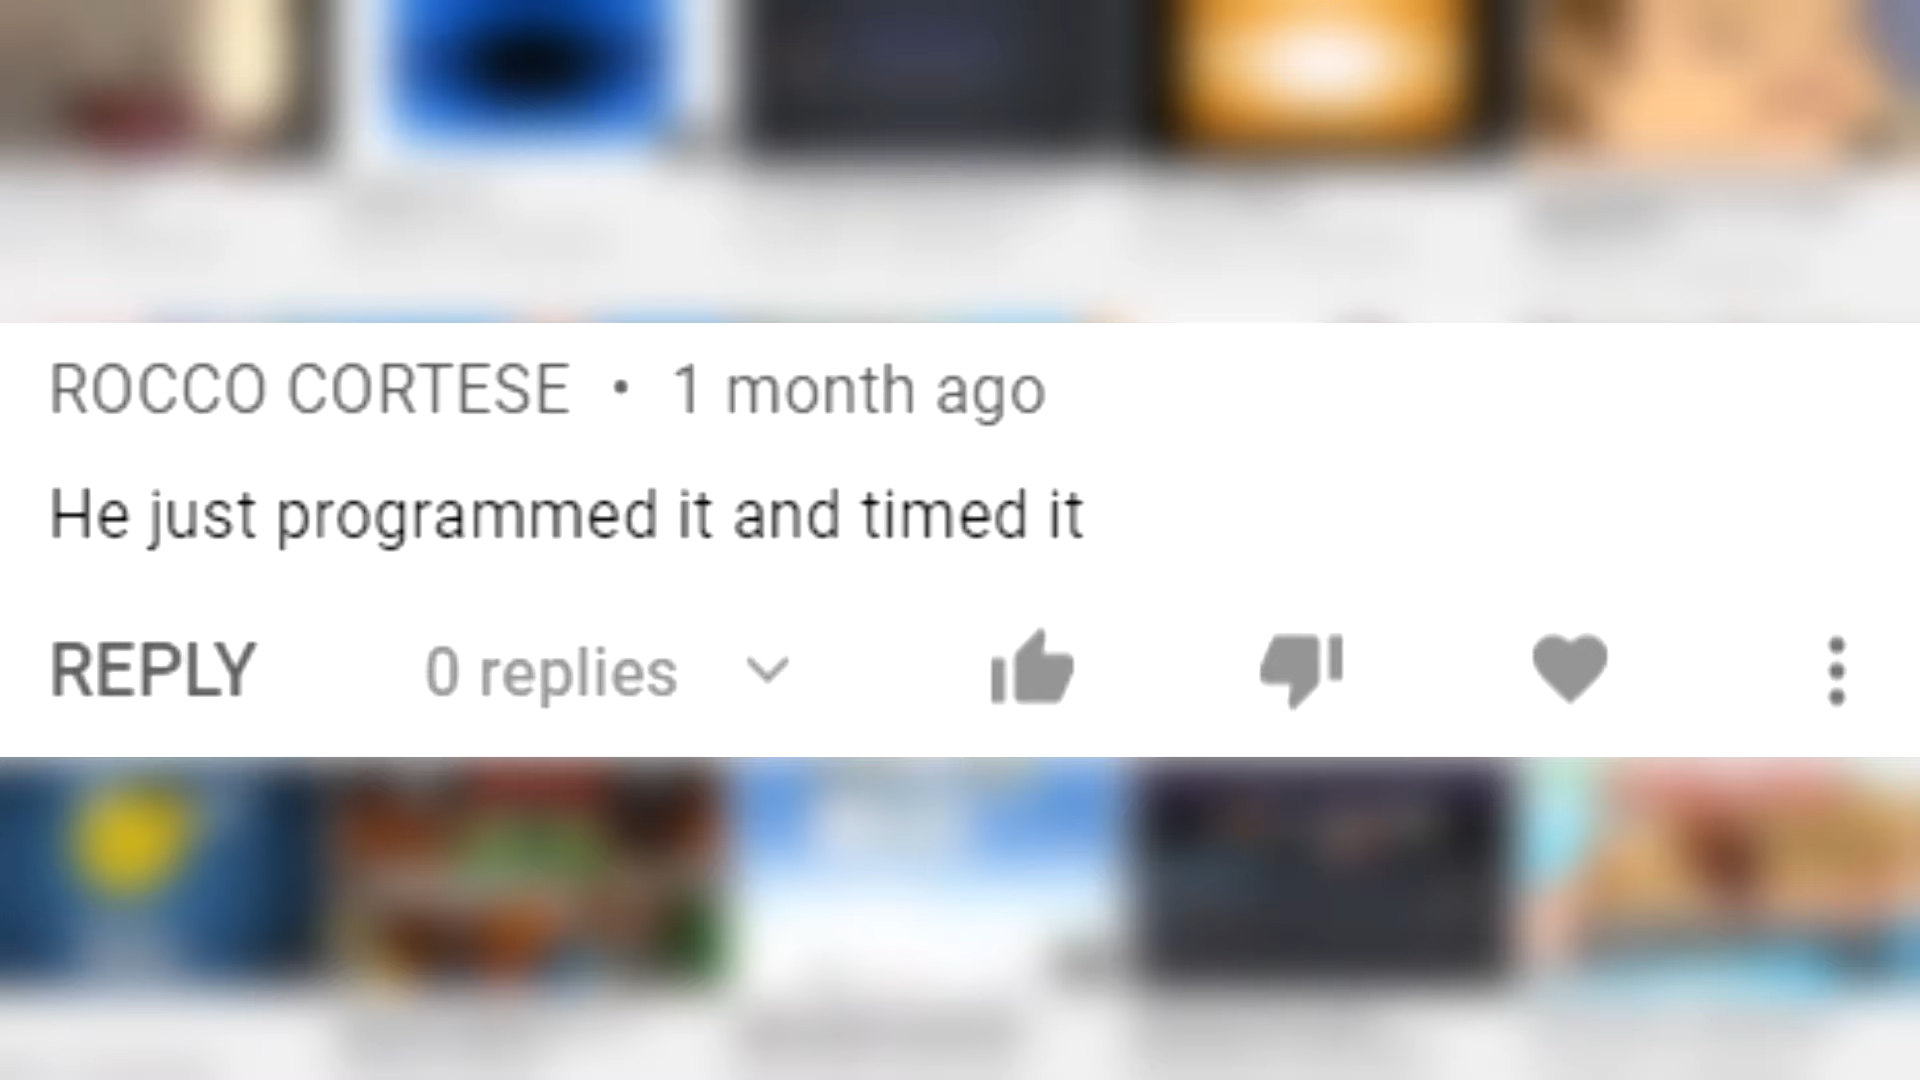 ROCCO CORTESE • 1 month ago
He just programmed it and timed it
REPLY 0 replies